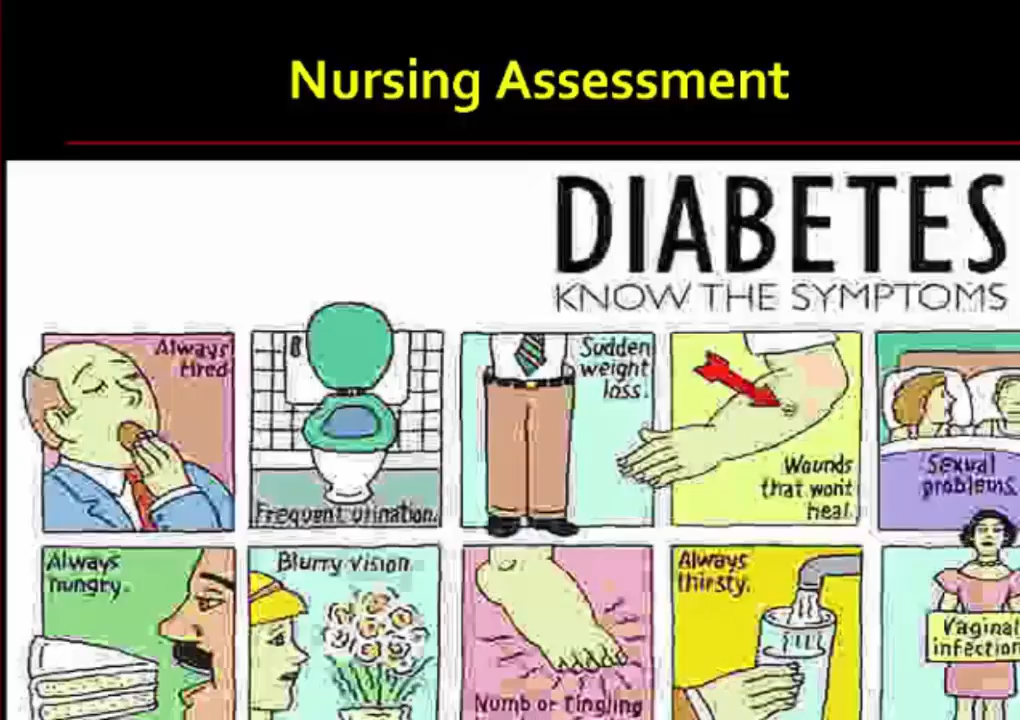 Nursing Assessment
DIABETES
KNOW THE SYMPTOMS
Always
tired
Frequent urination.
Sudden
weight
loss.
Wounds
that won't
heal.
Sexual
problems.
Always
hungry.
Blurry vision
Numb or tingling
Always
thirsty.
Vaginal
infection